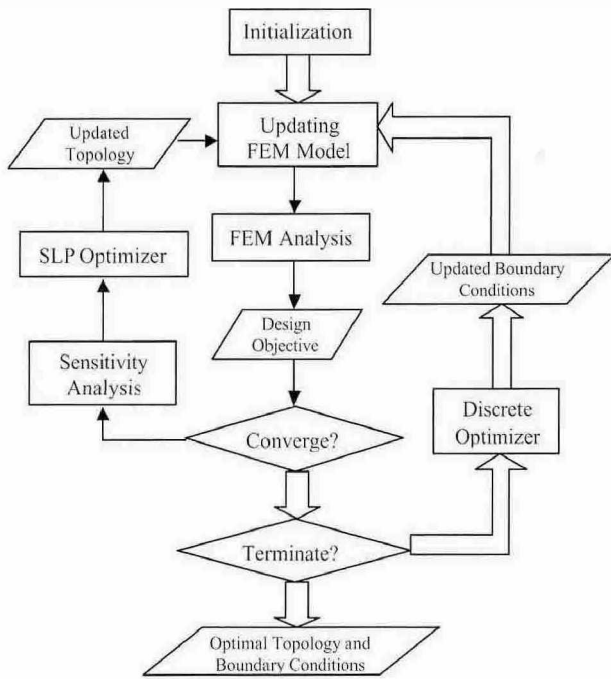 Initialization
Updated
Topology
Updating
FEM Model
SLP Optimizer
FEM Analysis
Updated Boundary
Conditions
Design
Objective
Sensitivity
Analysis
Discrete
Optimizer
Converge?
Terminate?
Optimal Topology and
Boundary Conditions